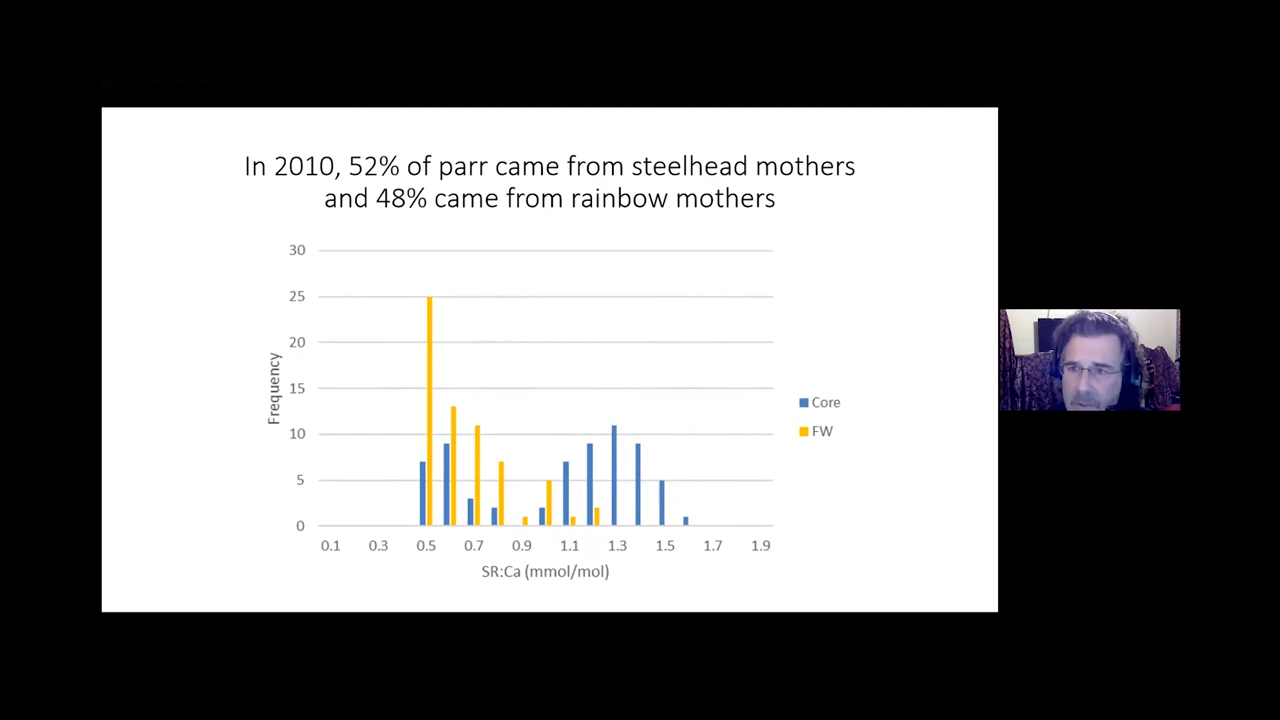 In 2010, 52% of parr came from steelhead mothers
and 48% came from rainbow mothers
30
25
20
15
10
5
0
Frequency
0.1 0.3 0.5 0.7 0.9 1.1 1.3 1.5 1.7 1.9
SR:Ca (mmol/mol)
Core
FW